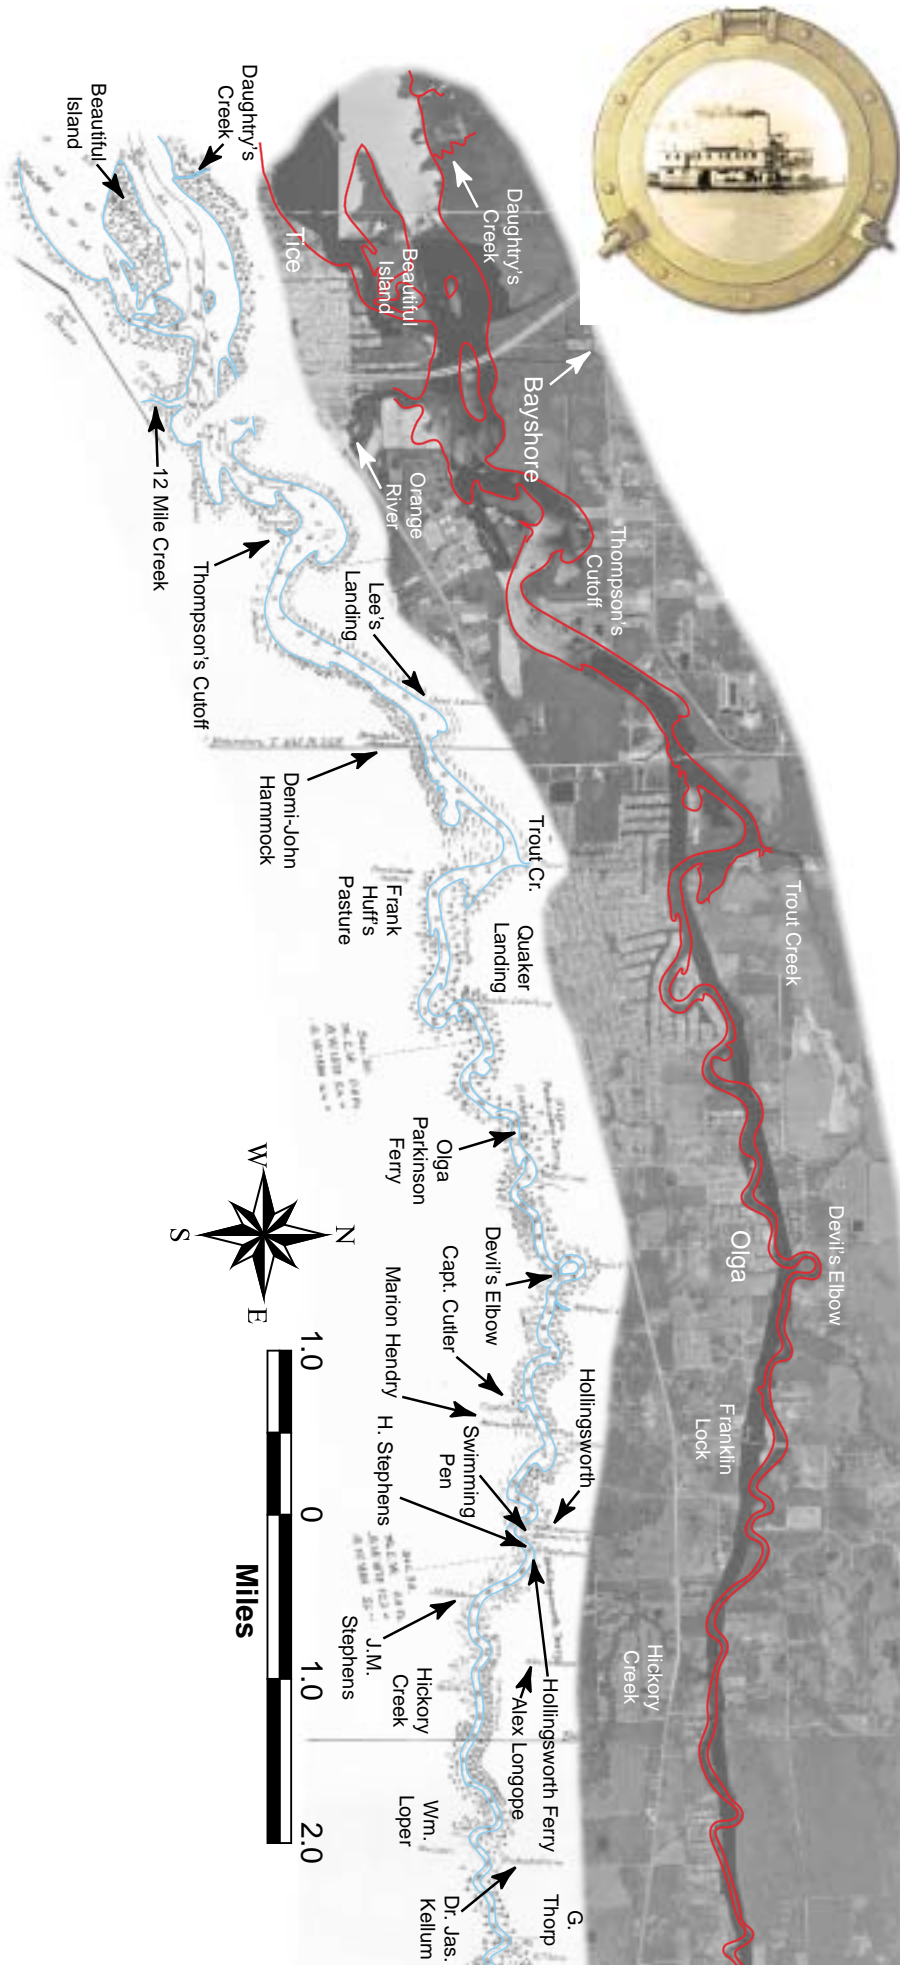 Daughtry's
Creek
Beautiful
Island
Tice
Bayshore
Orange
River
Thompson's
Cutoff
Trout Creek
Olga
Devil's Elbow
Franklin
Lock
Hickory
Creek
Daughtry's
Creek
Beautiful
Island
12 Mile Creek
Thompson's Cutoff
Lee's
Landing
Demi-John
Hammock
Trout Cr.
Frank
Huff's
Pasture
Quaker
Landing
Olga
Parkinson
Ferry
Devil's Elbow
Capt. Cutler
Marion Hendry
Hollingsworth
Swimming
Pen
H. Stephens
Hollingsworth Ferry
Alex Longope
J.M.
Stephens
Hickory
Creek
Wm.
Loper
Dr. Jas.
Kellum
G.
Thorp
N
W
E
S
1.0 0 1.0 2.0
Miles